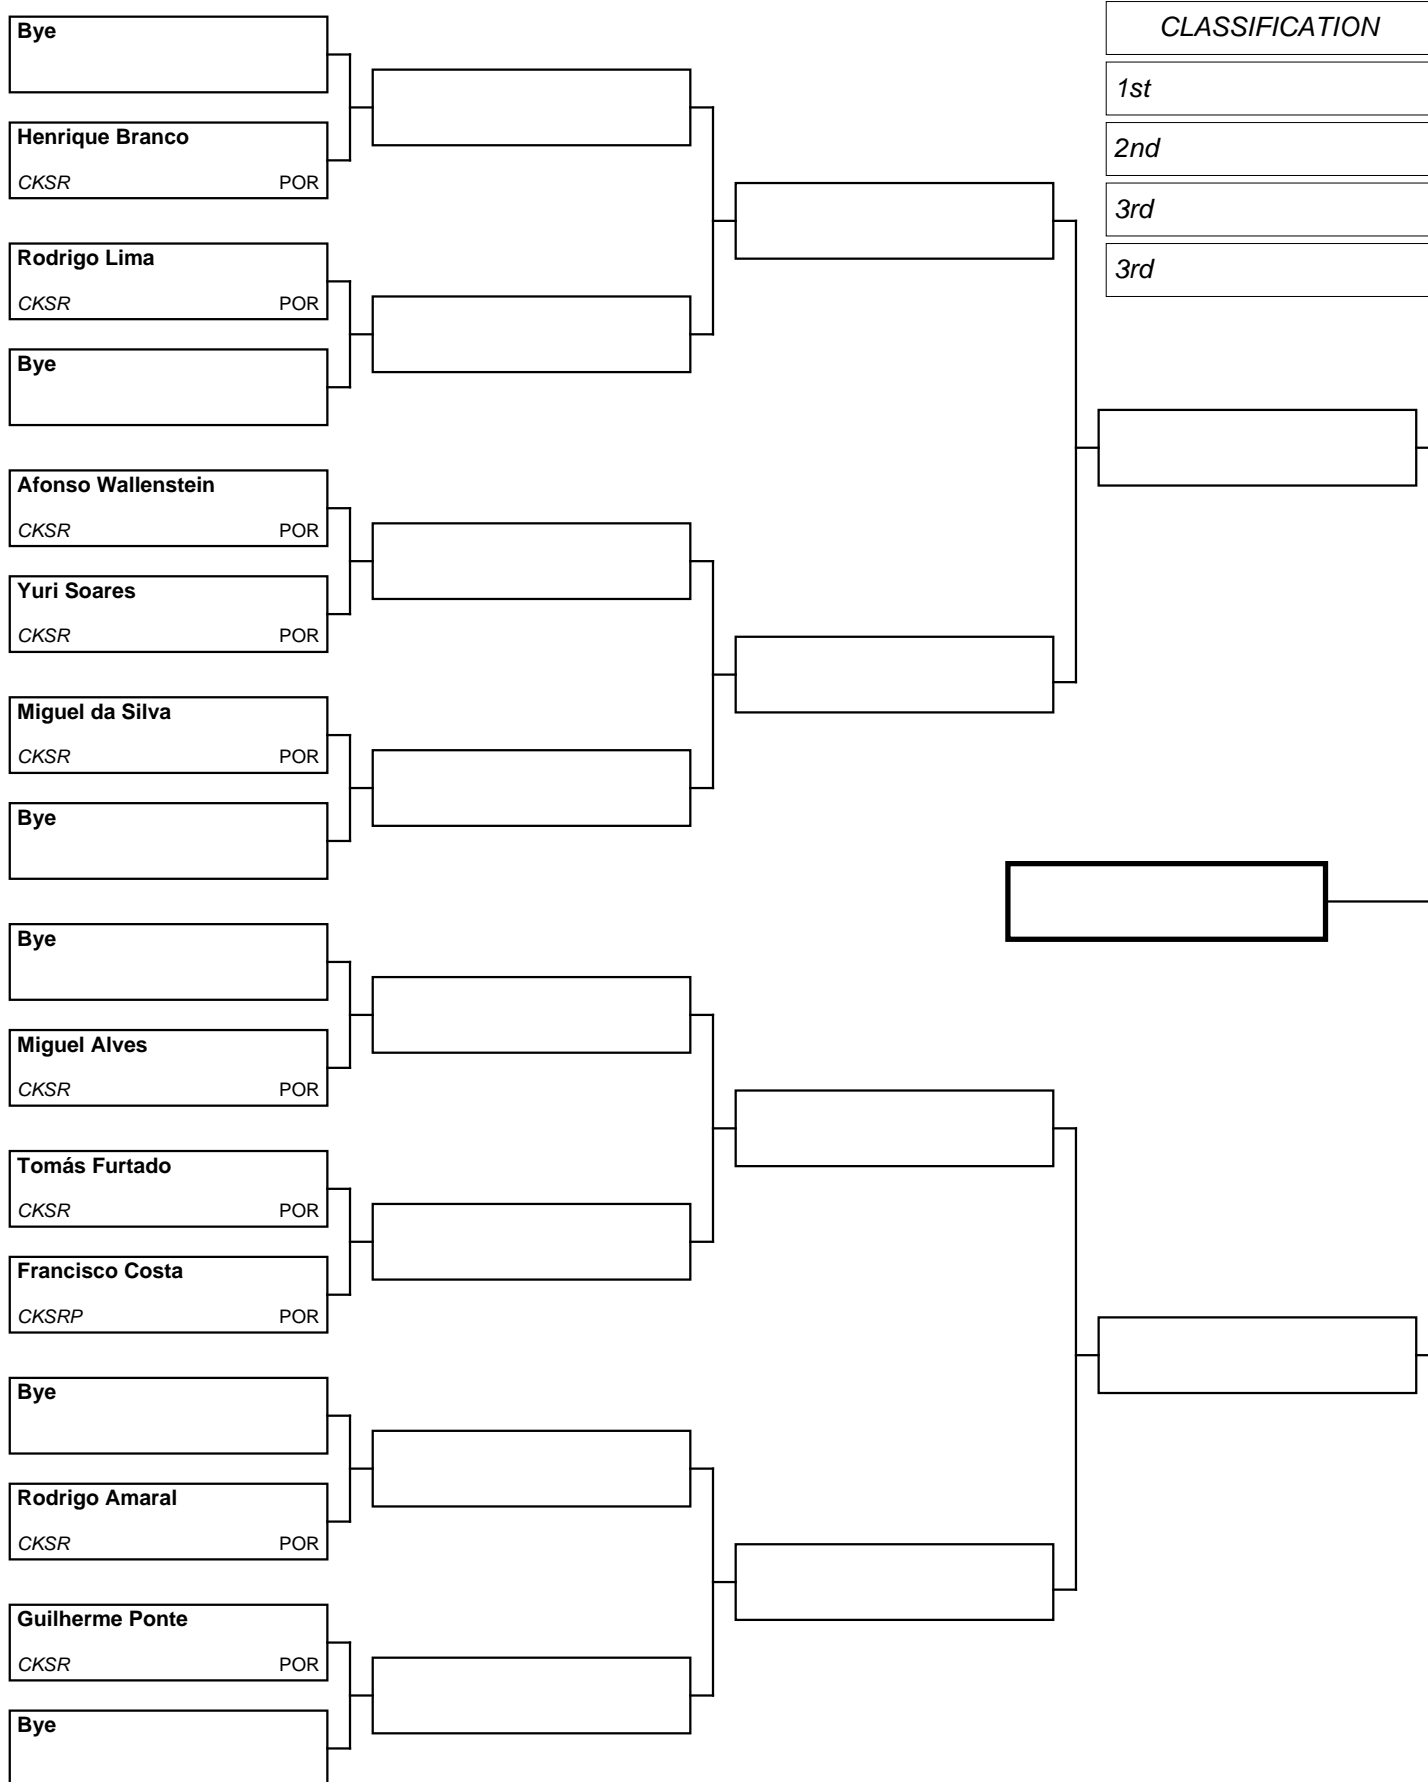 Bye
Henrique Branco
CKSR POR
Rodrigo Lima
CKSR POR
Bye
Afonso Wallenstein
CKSR POR
Yuri Soares
CKSR POR
Miguel da Silva
CKSR POR
Bye
Bye
Miguel Alves
CKSR POR
Tomás Furtado
CKSR POR
Francisco Costa
CKSRP POR
Bye
Rodrigo Amaral
CKSR POR
Guilherme Ponte
CKSR POR
Bye
CLASSIFICATION
1st
2nd
3rd
3rd